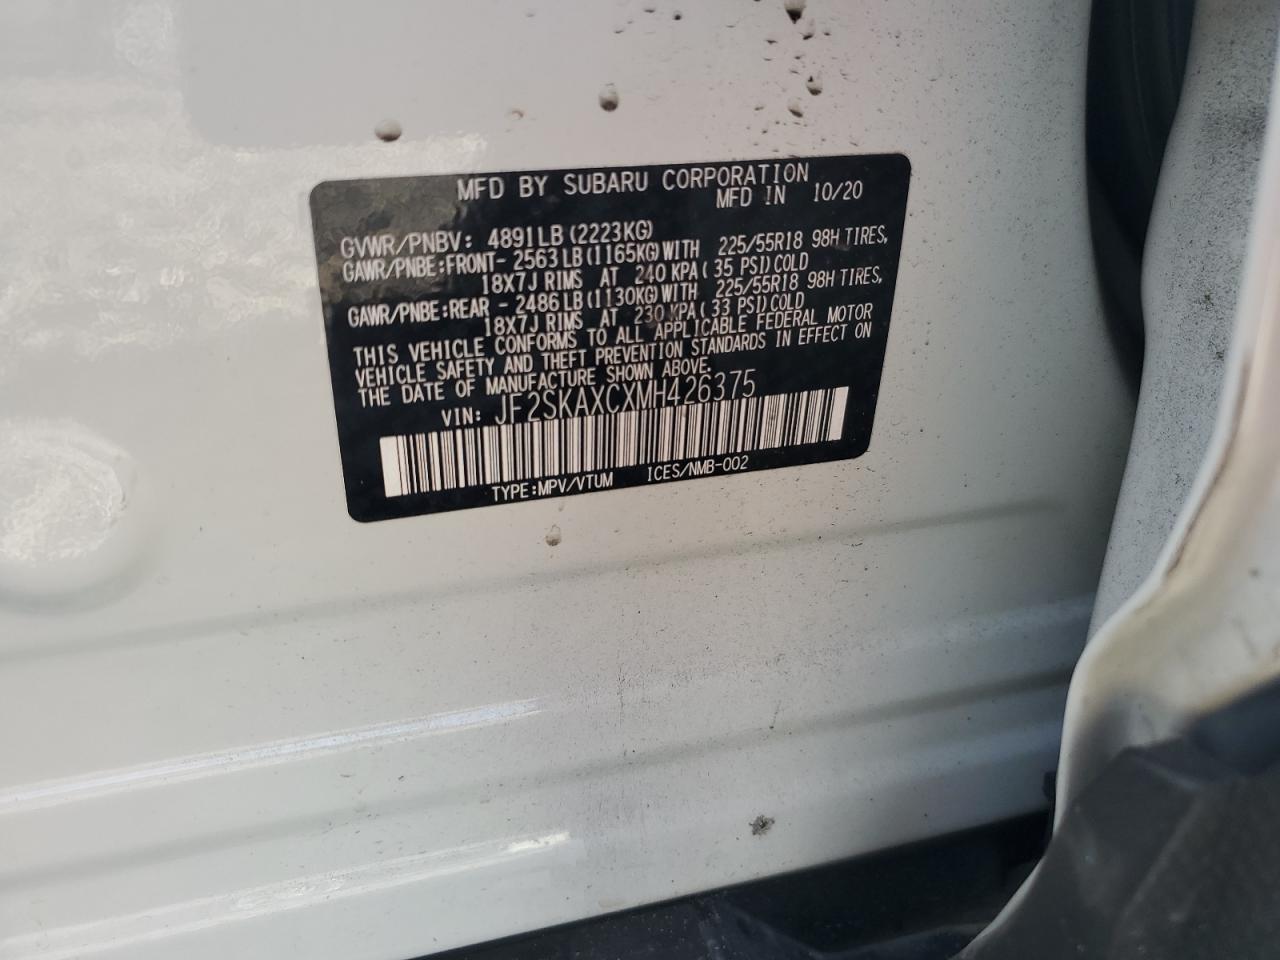 MFD BY SUBARU CORPORATION
MFD IN 10/20
GVWR/PNBV: 4891LB(2223KG)
GAWR/PNBE:FRONT- 2563LB(1165KG)WITH 225/55R18 98H TIRES,
18X7J RIMS AT 240 KPA(35 PSI)COLD
GAWR/PNBE:REAR - 2486LB(1130KG)WITH 225/55R18 98H TIRES,
18X7J RIMS AT 230 KPA(33 PSI)COLD
THIS VEHICLE CONFORMS TO ALL APPLICABLE FEDERAL MOTOR
VEHICLE SAFETY AND THEFT PREVENTION STANDARDS IN EFFECT ON
THE DATE OF MANUFACTURE SHOWN ABOVE.
VIN: JF2SKAXCXMH426375
TYPE:MPV/VTUM ICES/NMB-002